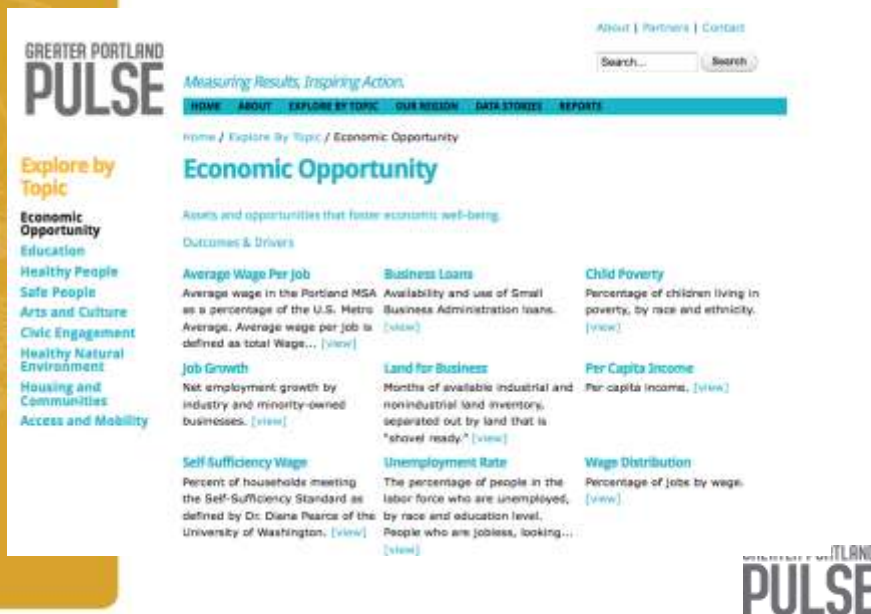 About | Partners | Contact
GREATER PORTLAND
PULSE
Search...
Search
Measuring Results, Inspiring Action.
HOME ABOUT EXPLORE BY TOPIC OUR REGION DATA STORIES REPORTS
Home / Explore By Topic / Economic Opportunity
Explore by
Topic
Economic
Opportunity
Education
Healthy People
Safe People
Arts and Culture
Civic Engagement
Healthy Natural
Environment
Housing and
Communities
Access and Mobility
Economic Opportunity
Assets and opportunities that foster economic well-being.
Outcomes & Drivers
Average Wage Per Job
Average wage in the Portland MSA
as a percentage of the U.S. Metro
Average. Average wage per job is
defined as total Wage... [view]
Business Loans
Availability and use of Small
Business Administration loans.
[view]
Child Poverty
Percentage of children living in
poverty, by race and ethnicity.
[view]
Job Growth
Net employment growth by
industry and minority-owned
businesses. [view]
Land for Business
Months of available industrial and
nonindustrial land inventory,
separated out by land that is
"shovel ready." [view]
Per Capita Income
Per capita income. [view]
Self-Sufficiency Wage
Percent of households meeting
the Self-Sufficiency Standard as
defined by Dr. Diana Pearce of the
University of Washington. [view]
Unemployment Rate
The percentage of people in the
labor force who are unemployed,
by race and education level.
People who are jobless, looking...
[view]
Wage Distribution
Percentage of jobs by wage.
[view]
PULSE